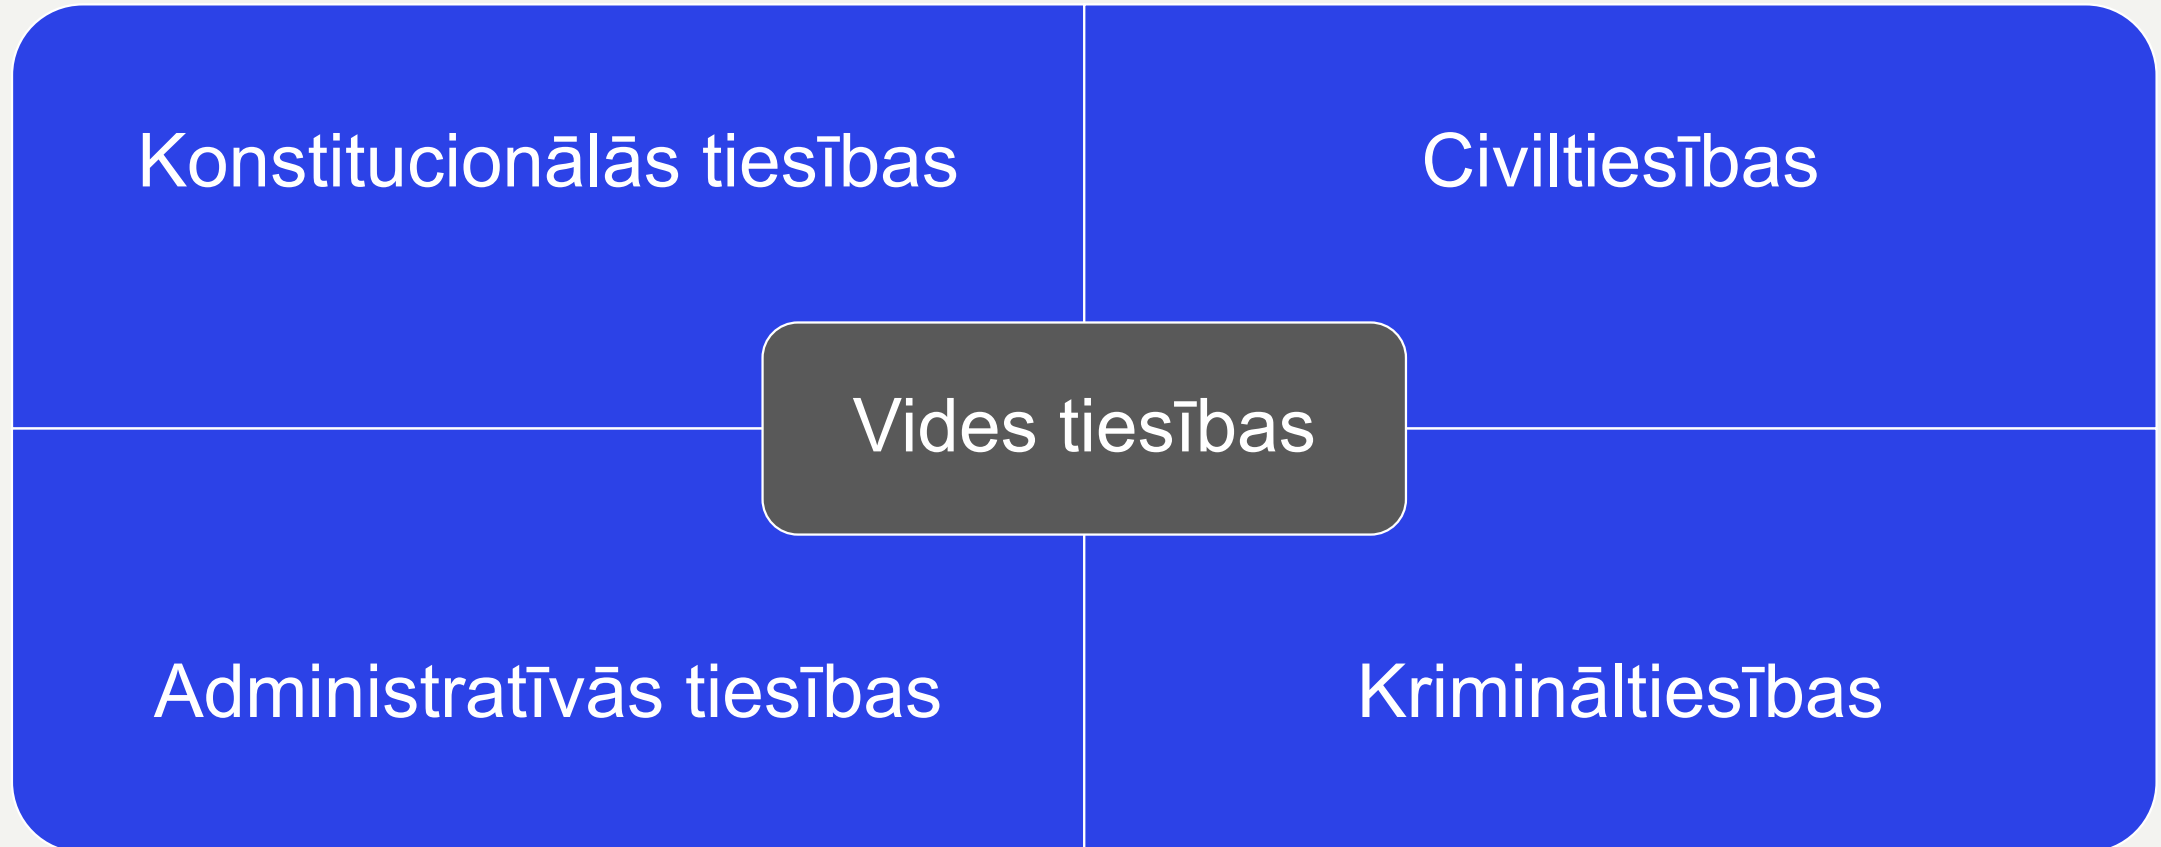 Konstitucionālās tiesības
Civiltiesības
Vides tiesības
Administratīvās tiesības
Krimināltiesības